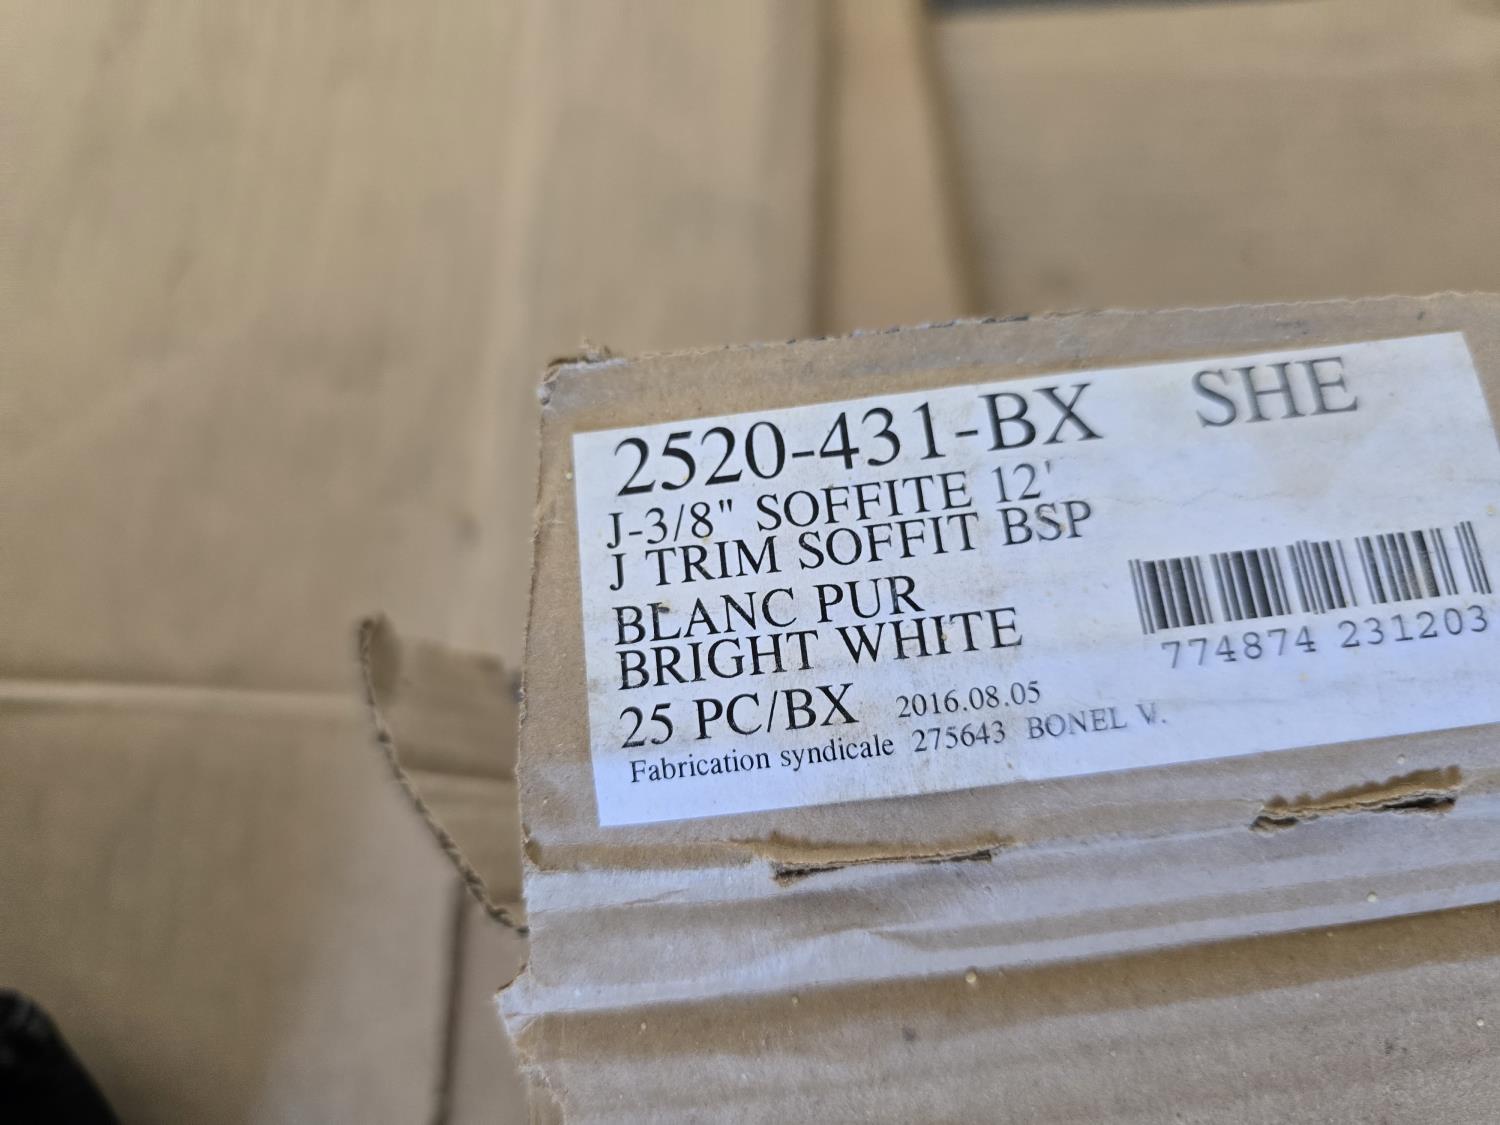 2520-431-BX SHE
J-3/8" SOFFITE 12'
J TRIM SOFFIT BSP
BLANC PUR
BRIGHT WHITE
25 PC/BX 2016.08.05
Fabrication syndicale 275643 BONEL V.
774874 231203